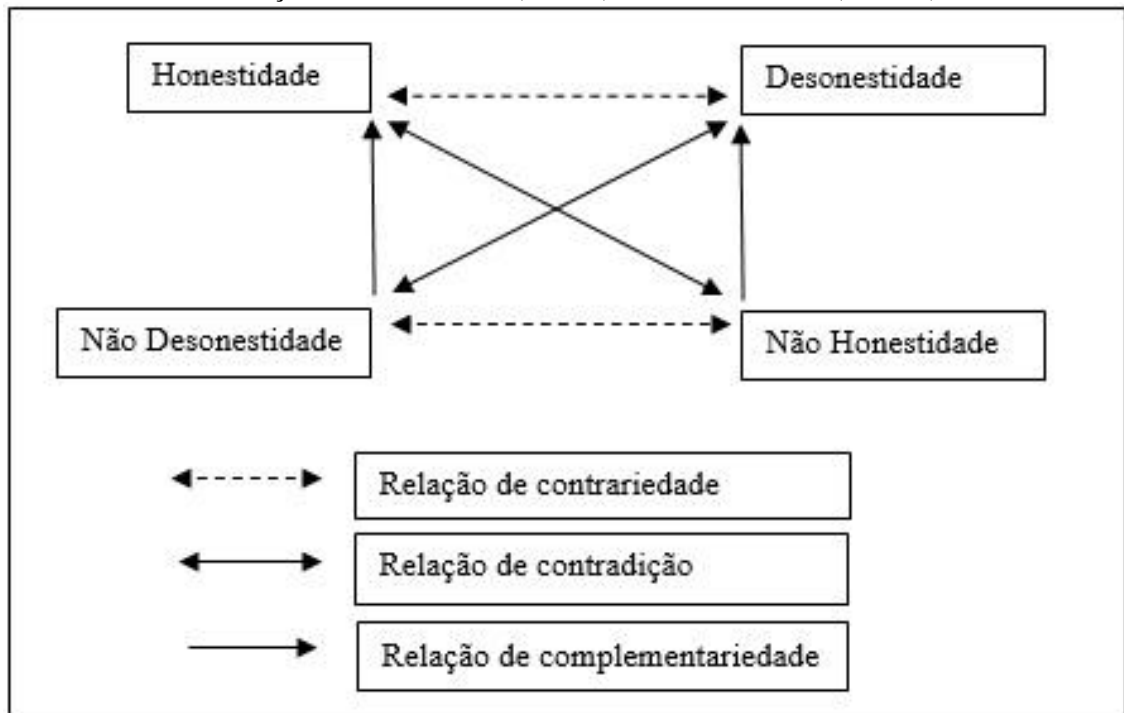 Honestidade
Desonestidade
Não Desonestidade
Não Honestidade
Relação de contrariedade
Relação de contradição
Relação de complementariedade